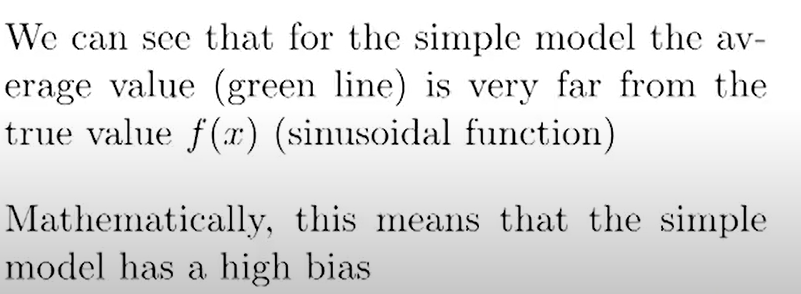 We can see that for the simple model the av-
erage value (green line) is very far from the
true value f(x) (sinusoidal function)
Mathematically, this means that the simple
model has a high bias